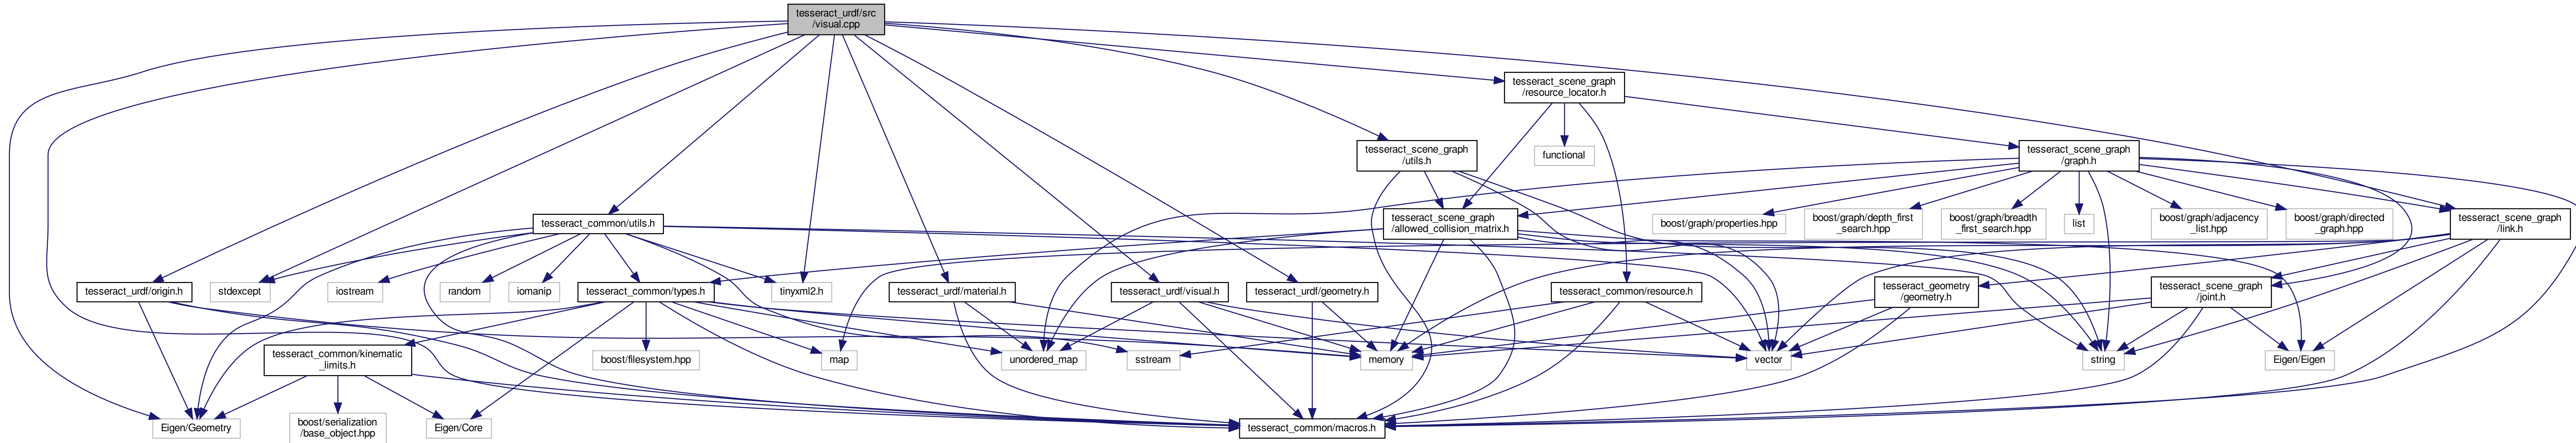 tesseract_urdf/src
/visual.cpp
tesseract_scene_graph
/resource_locator.h
tesseract_scene_graph
/utils.h
functional
tesseract_scene_graph
/graph.h
tesseract_common/utils.h
tesseract_scene_graph
/allowed_collision_matrix.h
boost/graph/properties.hpp
boost/graph/depth_first
_search.hpp
boost/graph/breadth
_first_search.hpp
list
boost/graph/adjacency
_list.hpp
boost/graph/directed
_graph.hpp
tesseract_scene_graph
/link.h
tesseract_urdf/origin.h
stdexcept
iostream
random
iomanip
tesseract_common/types.h
tinyxml2.h
tesseract_urdf/material.h
tesseract_urdf/visual.h
tesseract_urdf/geometry.h
tesseract_common/resource.h
tesseract_geometry
/geometry.h
tesseract_scene_graph
/joint.h
tesseract_common/kinematic
_limits.h
boost/filesystem.hpp
map
unordered_map
sstream
memory
vector
string
Eigen/Eigen
Eigen/Geometry
boost/serialization
/base_object.hpp
Eigen/Core
tesseract_common/macros.h